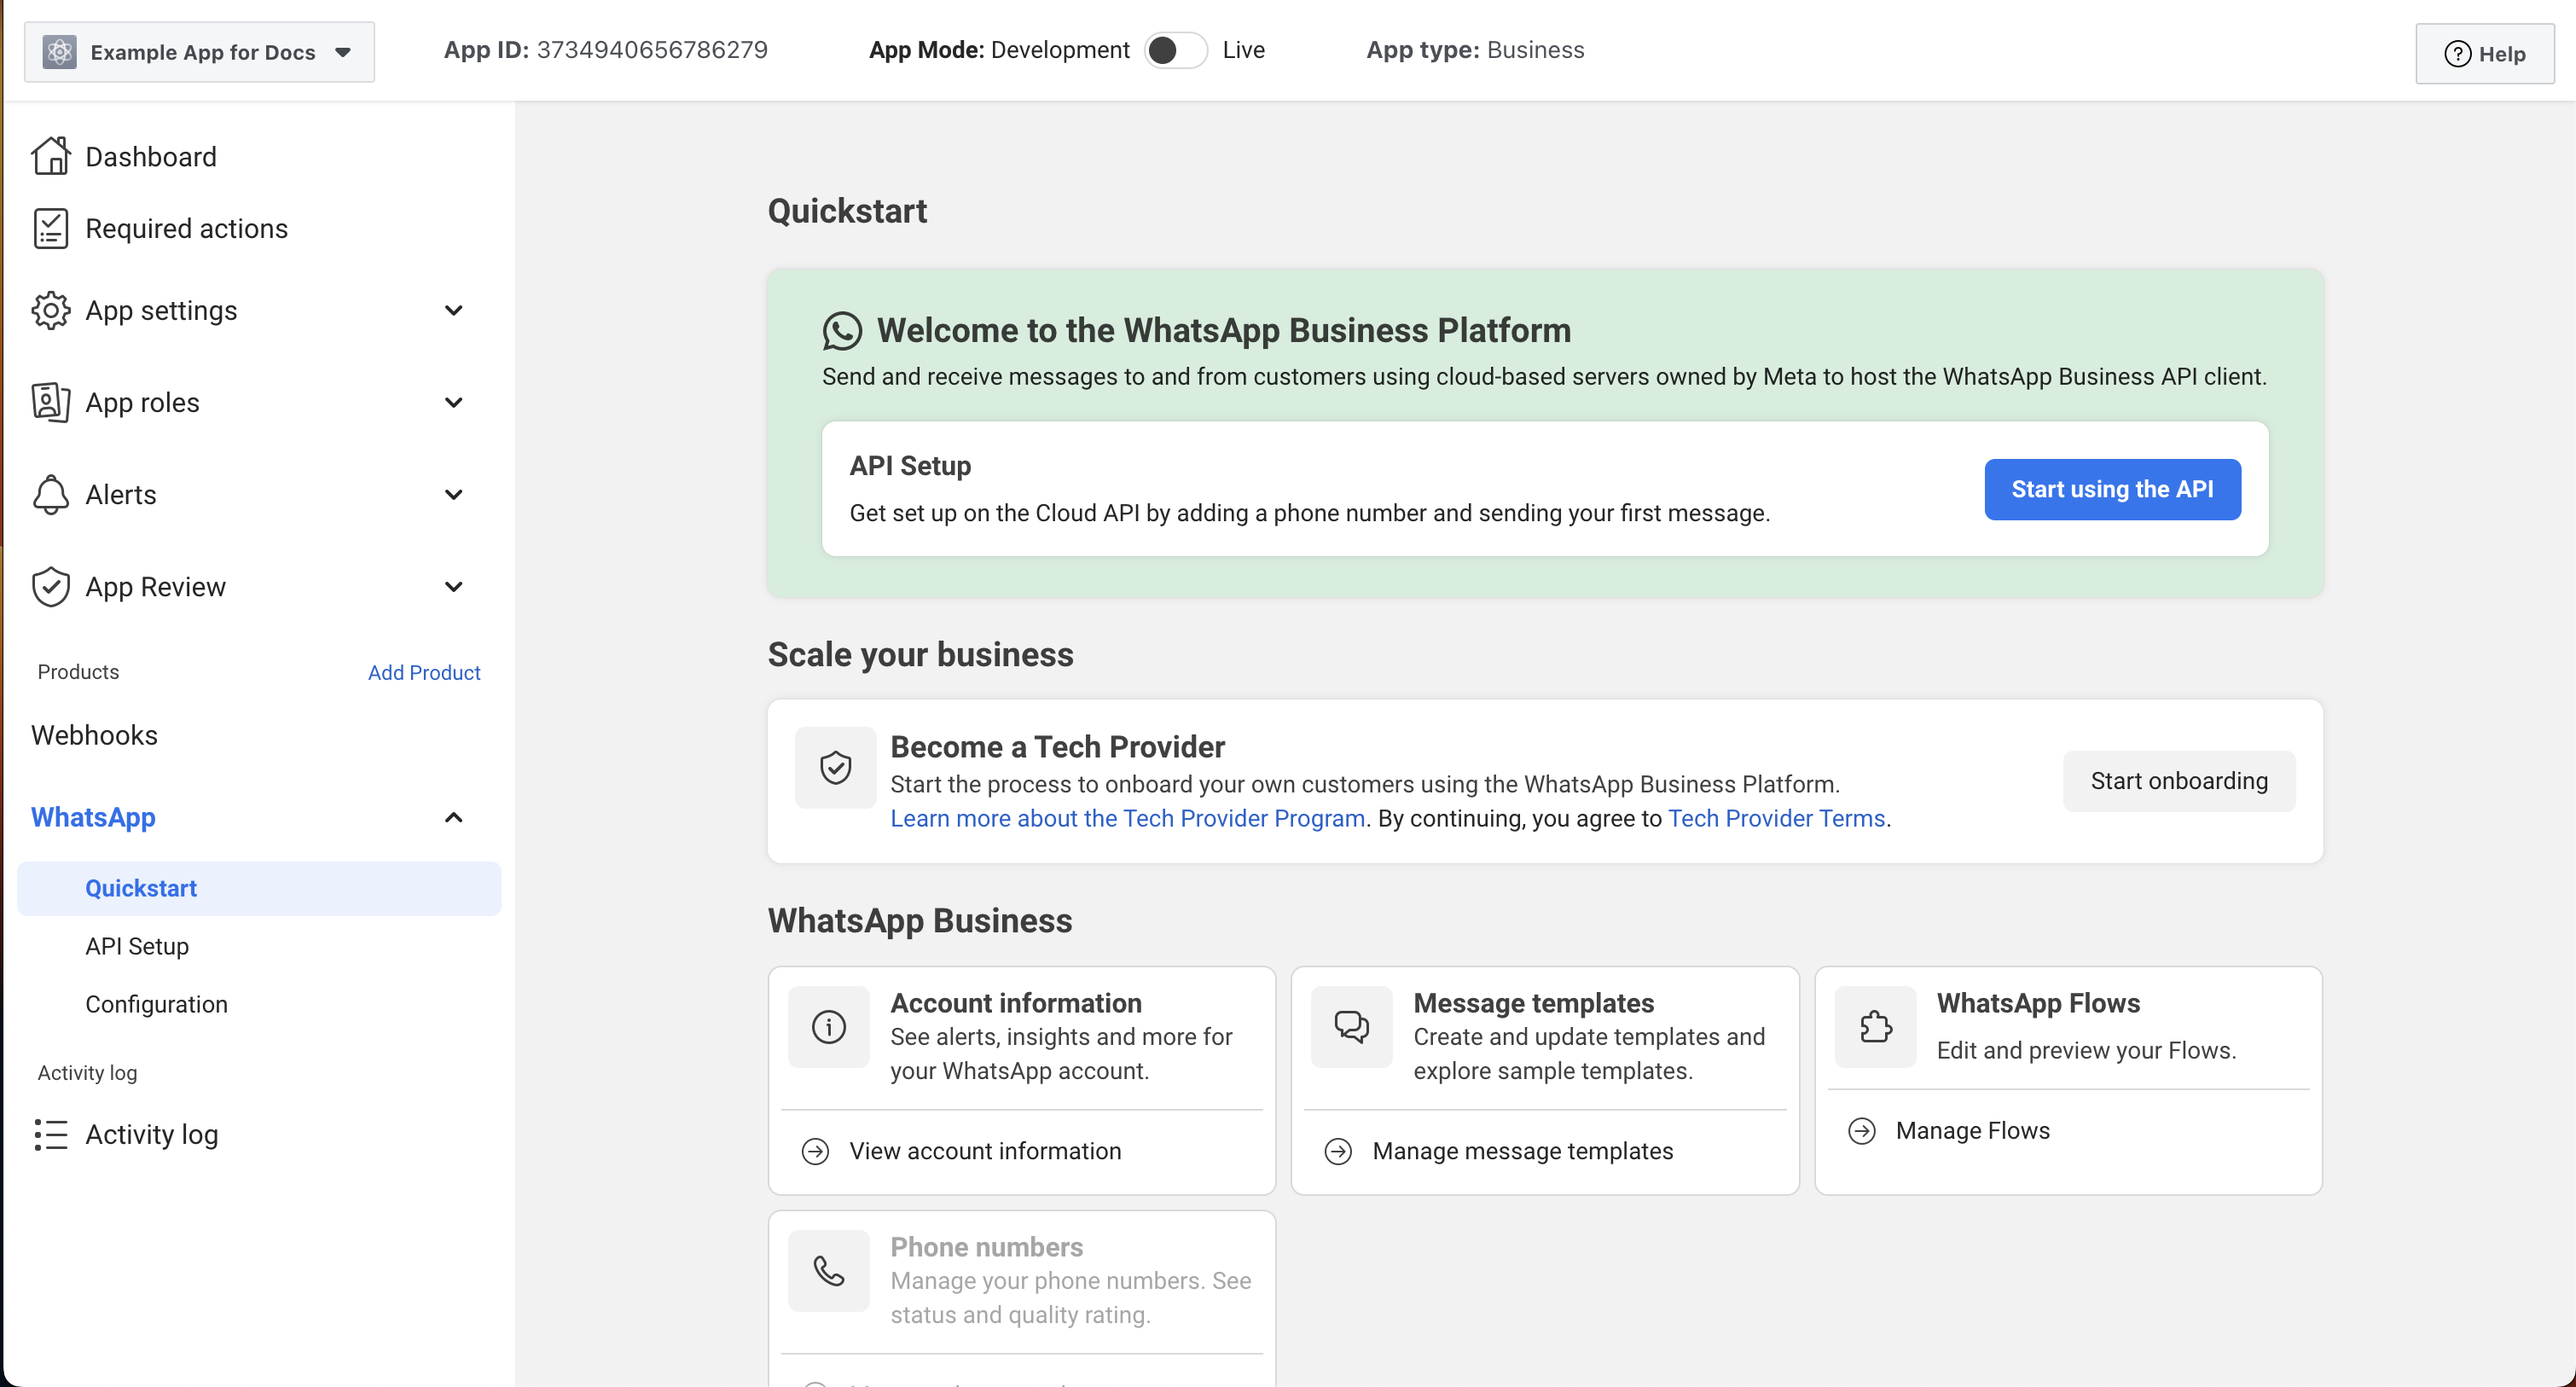 Example App for Docs
App ID: 3734940656786279
App Mode: Development
Live
App type: Business
Help
Dashboard
Required actions
App settings
App roles
Alerts
App Review
Products
Add Product
Webhooks
WhatsApp
Quickstart
API Setup
Configuration
Activity log
Activity log
Quickstart
Welcome to the WhatsApp Business Platform
Send and receive messages to and from customers using cloud-based servers owned by Meta to host the WhatsApp Business API client.
API Setup
Get set up on the Cloud API by adding a phone number and sending your first message.
Start using the API
Scale your business
Become a Tech Provider
Start the process to onboard your own customers using the WhatsApp Business Platform.
Learn more about the Tech Provider Program. By continuing, you agree to Tech Provider Terms.
Start onboarding
WhatsApp Business
Account information
See alerts, insights and more for
your WhatsApp account.
View account information
Message templates
Create and update templates and
explore sample templates.
Manage message templates
WhatsApp Flows
Edit and preview your Flows.
Manage Flows
Phone numbers
Manage your phone numbers. See
status and quality rating.